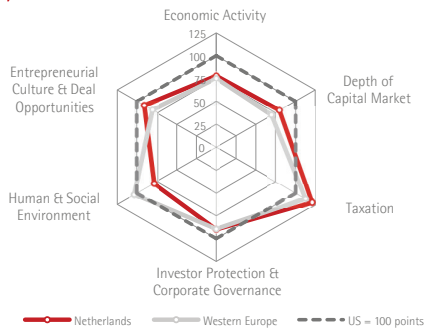 Economic Activity
125
100
50
25
0
Entrepreneurial
Culture & Deal
Opportunities
Depth of
Capital Market
Human & Social
Environment
Taxation
Investor Protection &
Corporate Governance
Netherlands
Western Europe
US = 100 points